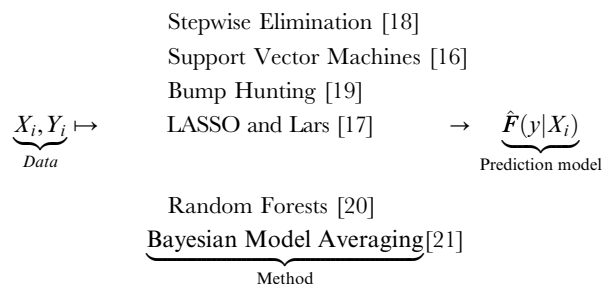 Stepwise Elimination [18]
Support Vector Machines [16]
Bump Hunting [19]
X_i, Y_i ↦ LASSO and Lars [17] → F̂(y|X_i)
Data Prediction model
Random Forests [20]
Bayesian Model Averaging[21]
Method